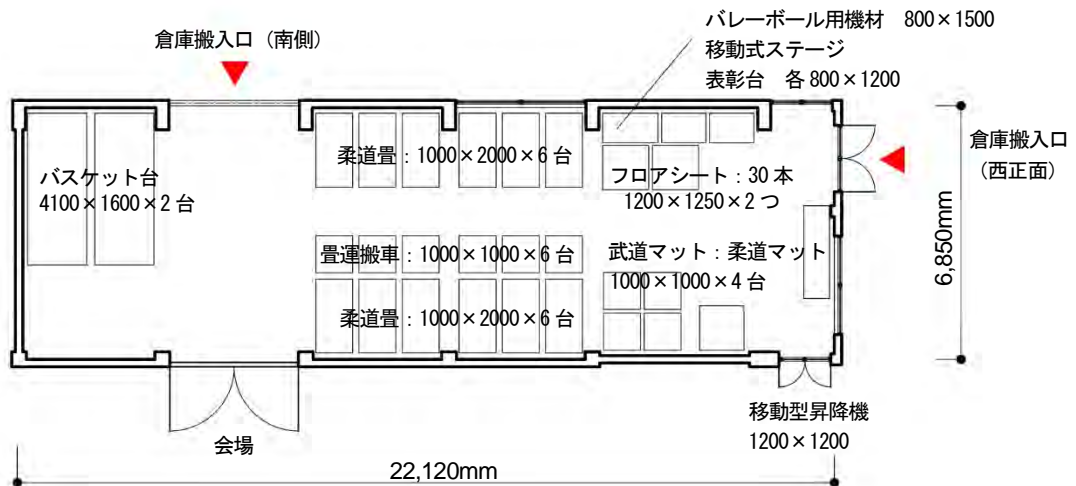 バレーボール用機材　800×1500
移動式ステージ
表彰台　各 800×1200
倉庫搬入口（南側）
倉庫搬入口
（西正面）
柔道畳：1000×2000×6 台
バスケット台
4100×1600×2 台
フロアシート：30 本
1200×1250×2 つ
畳運搬車：1000×1000×6 台
武道マット：柔道マット
1000×1000×4 台
6,850mm
柔道畳：1000×2000×6 台
移動型昇降機
1200×1200
会場
22,120mm